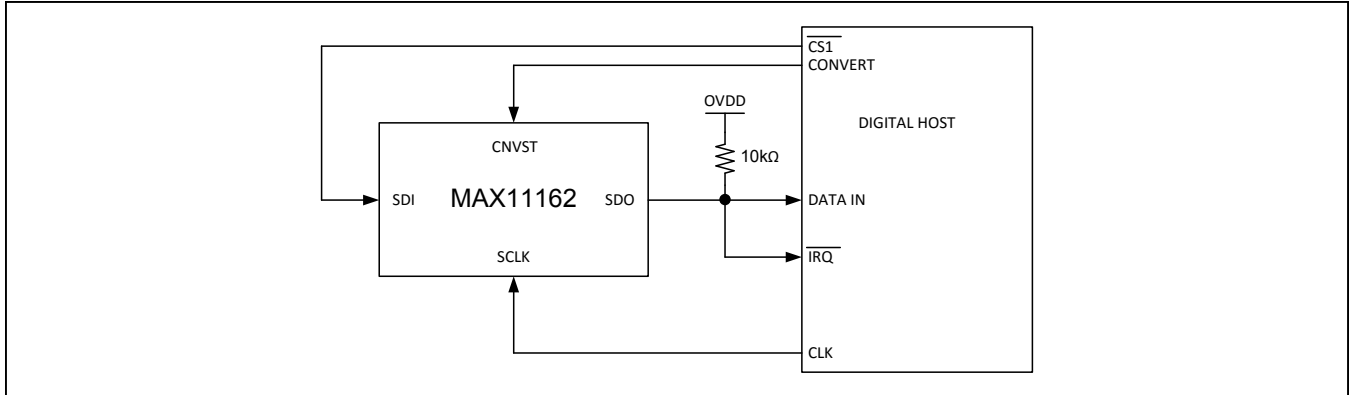 CS1
CONVERT
OVDD
DIGITAL HOST
CNVST
10kΩ
SDI
MAX11162
SDO
DATA IN
SCLK
IRQ
CLK